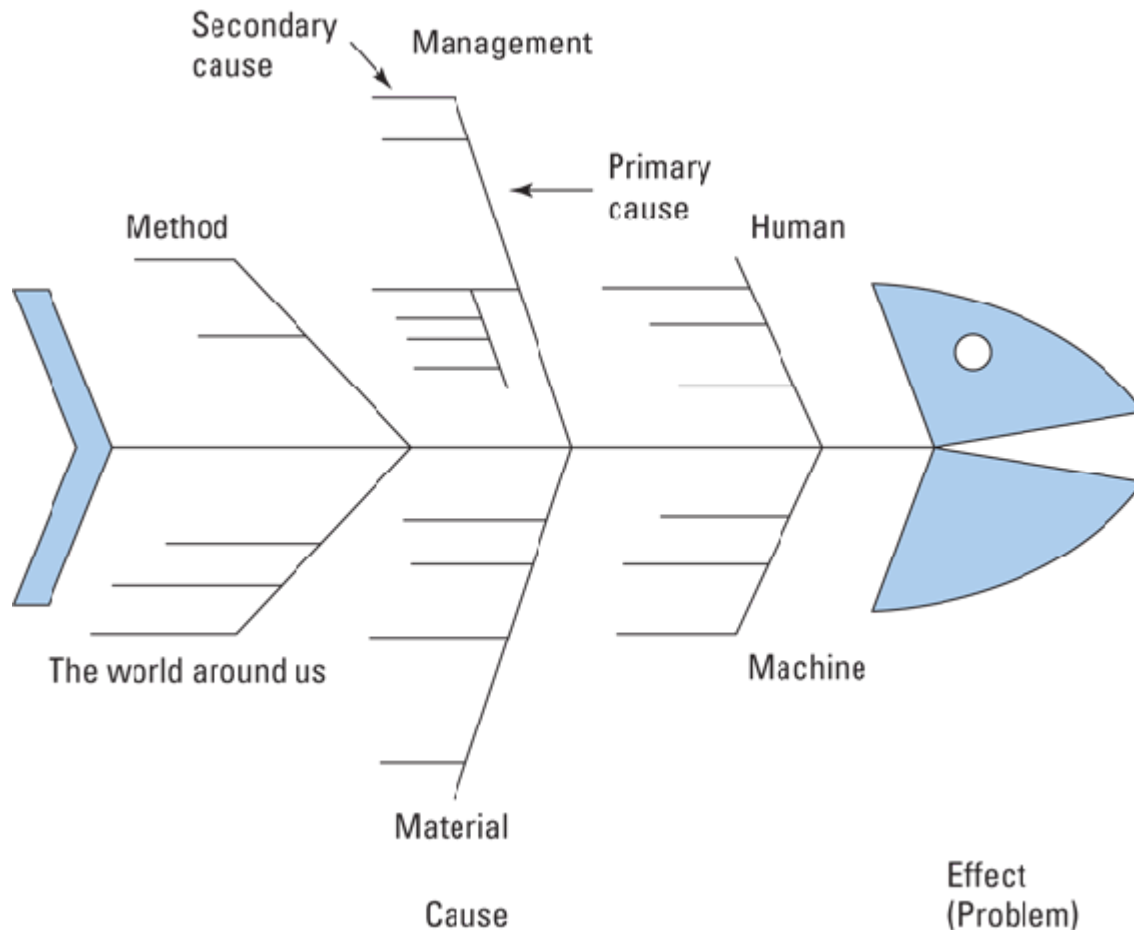 Secondary
cause
Management
Primary
cause
Method
Human
The world around us
Machine
Material
Cause
Effect
(Problem)